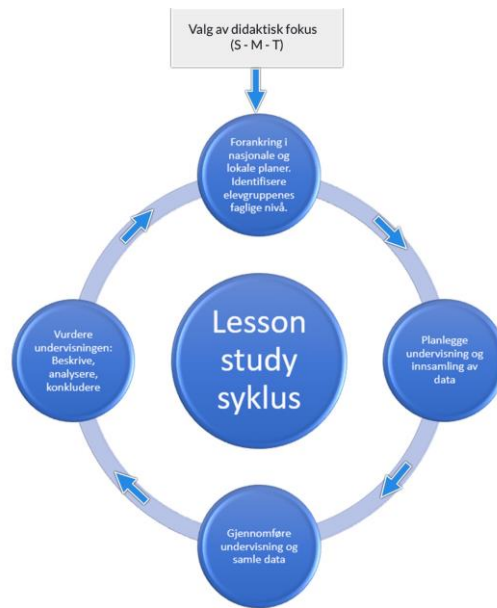 Valg av didaktisk fokus
(S - M - T)
Forankring i
nasjonale og
lokale planer.
Identifisere
elevgruppenes
faglige nivå.
Planlegge
undervisning og
innsamling av
data
Gjennomføre
undervisning og
samle data
Vurdere
undervisningen:
Beskrive,
analysere,
konkludere
Lesson
study
syklus